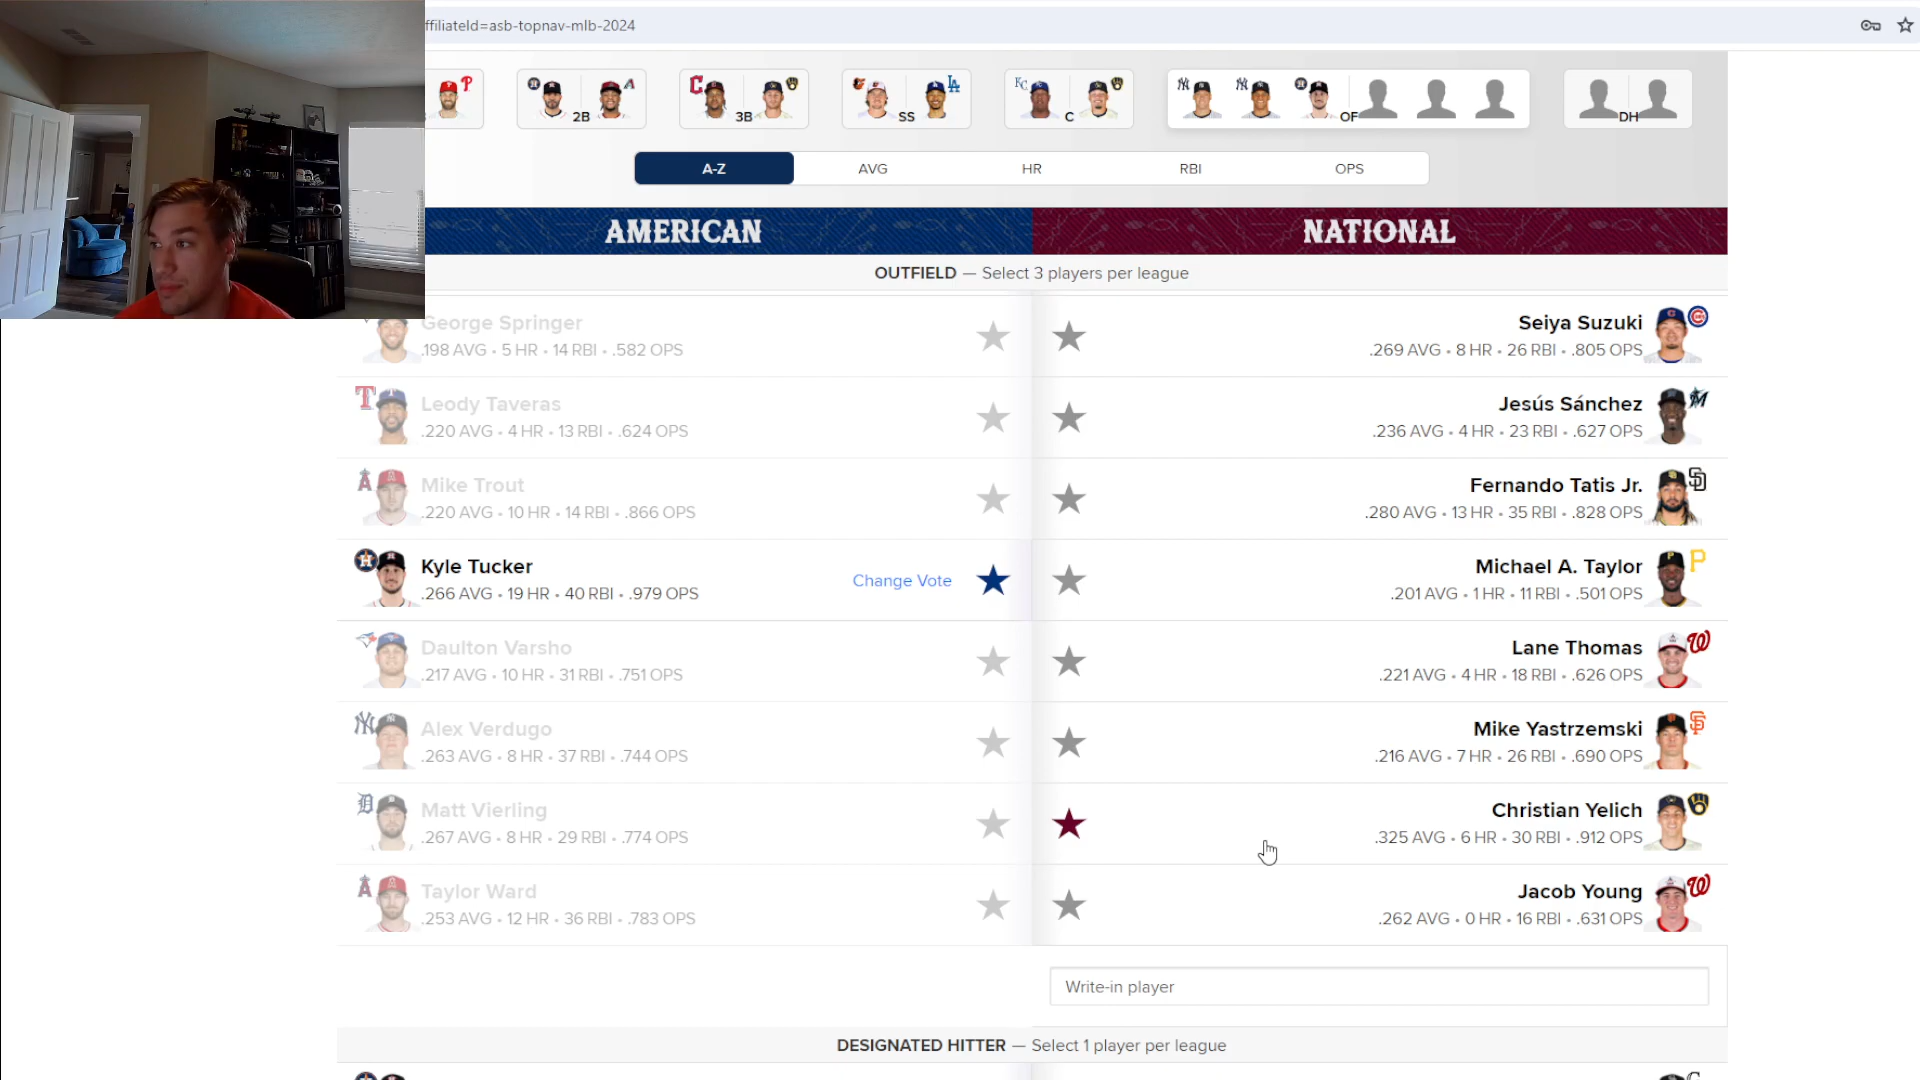 ffiliateId=asb-topnav-mlb-2024
2B
3B
SS
C
OF
DH
A-Z
AVG
HR
RBI
OPS
AMERICAN
NATIONAL
OUTFIELD — Select 3 players per league
George Springer
.198 AVG • 5 HR • 14 RBI • .582 OPS
Seiya Suzuki
.269 AVG • 8 HR • 26 RBI • .805 OPS
Leody Taveras
.220 AVG • 4 HR • 13 RBI • .624 OPS
Jesús Sánchez
.236 AVG • 4 HR • 23 RBI • .627 OPS
Mike Trout
.220 AVG • 10 HR • 14 RBI • .866 OPS
Fernando Tatis Jr.
.280 AVG • 13 HR • 35 RBI • .828 OPS
Kyle Tucker
.266 AVG • 19 HR • 40 RBI • .979 OPS
Change Vote
Michael A. Taylor
.201 AVG • 1 HR • 11 RBI • .501 OPS
Daulton Varsho
.217 AVG • 10 HR • 31 RBI • .751 OPS
Lane Thomas
.221 AVG • 4 HR • 18 RBI • .626 OPS
Alex Verdugo
.263 AVG • 8 HR • 37 RBI • .744 OPS
Mike Yastrzemski
.216 AVG • 7 HR • 26 RBI • .690 OPS
Matt Vierling
.267 AVG • 8 HR • 29 RBI • .774 OPS
Christian Yelich
.325 AVG • 6 HR • 30 RBI • .912 OPS
Taylor Ward
.253 AVG • 12 HR • 36 RBI • .783 OPS
Jacob Young
.262 AVG • 0 HR • 16 RBI • .631 OPS
Write-in player
DESIGNATED HITTER — Select 1 player per league